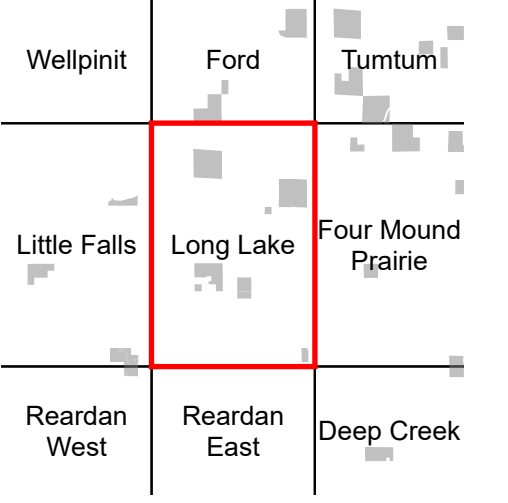 Wellpinit
Ford
Tumtum
Little Falls
Long Lake
Four Mound
Prairie
Reardan
West
Reardan
East
Deep Creek